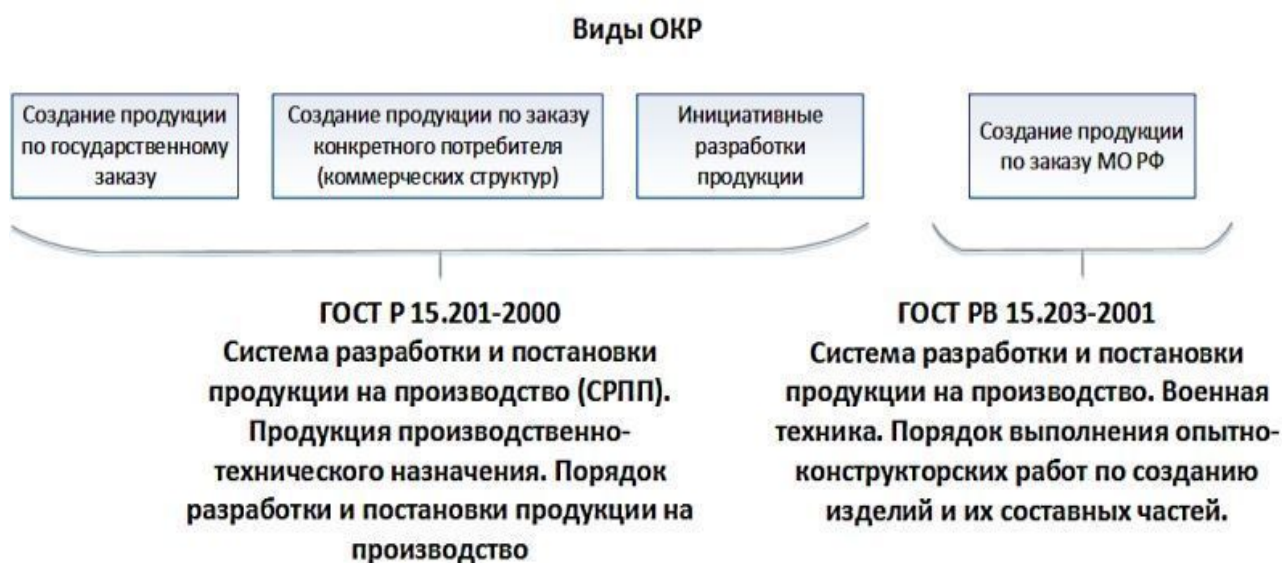 Виды ОКР
Создание продукции
по государственному
заказу
Создание продукции по заказу
конкретного потребителя
(коммерческих структур)
Инициативные
разработки
продукции
Создание продукции
по заказу МО РФ
ГОСТ Р 15.201-2000
Система разработки и постановки
продукции на производство (СРПП).
Продукция производственно-
технического назначения. Порядок
разработки и постановки продукции на
производство
ГОСТ РВ 15.203-2001
Система разработки и постановки
продукции на производство. Военная
техника. Порядок выполнения опытно-
конструкторских работ по созданию
изделий и их составных частей.